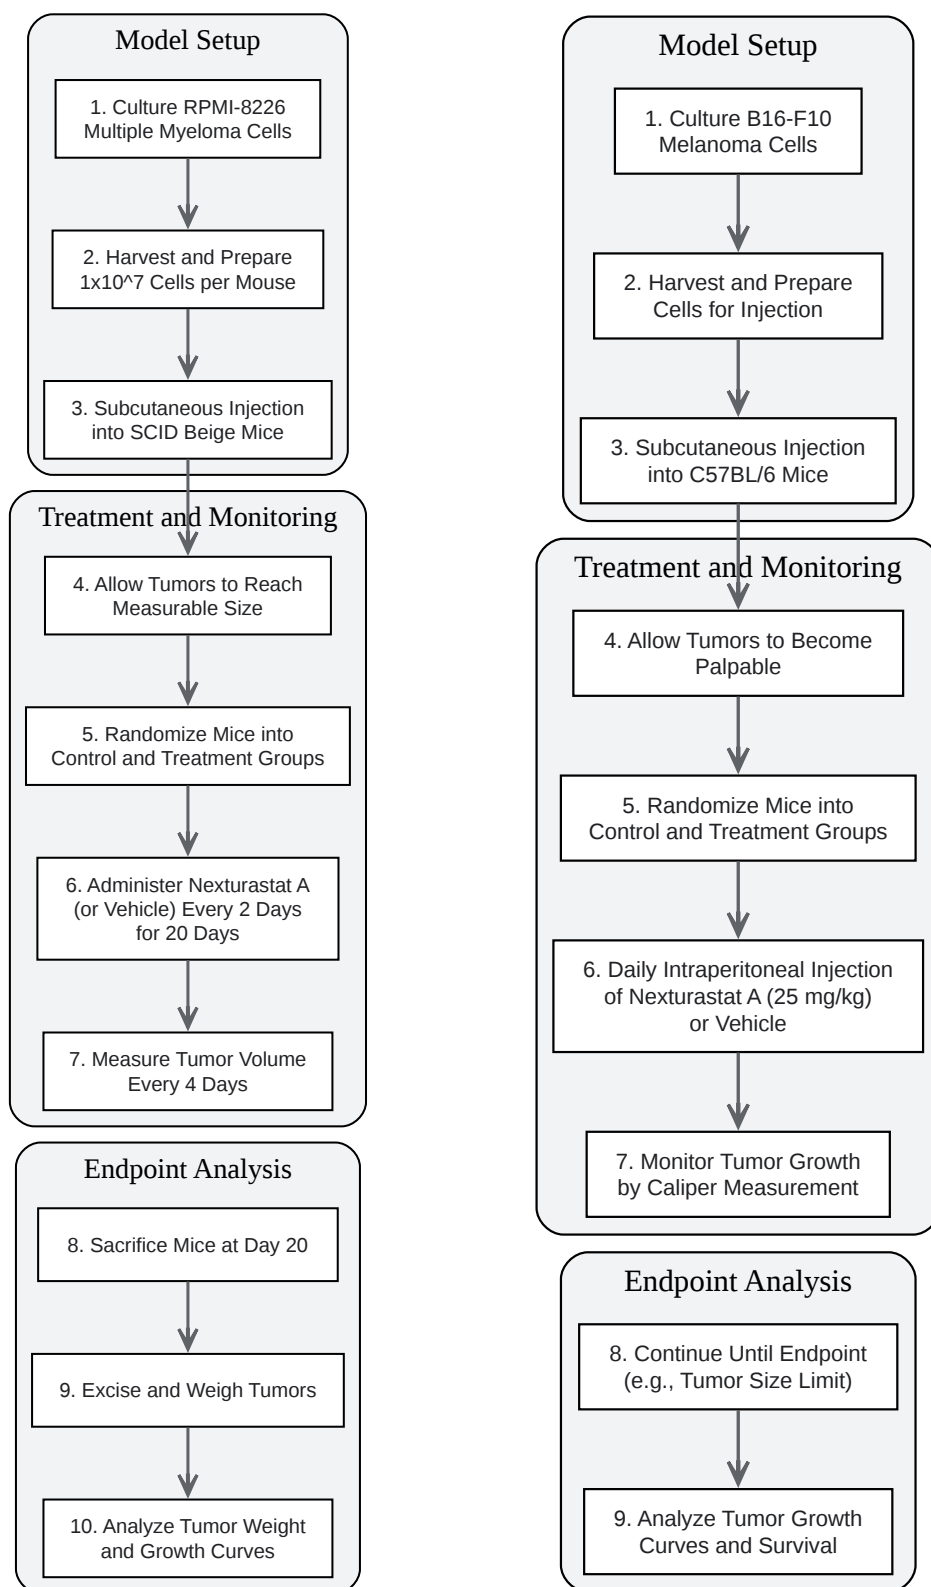 Model Setup
1. Culture RPMI-8226
Multiple Myeloma Cells
2. Harvest and Prepare
1x10^7 Cells per Mouse
3. Subcutaneous Injection
into SCID Beige Mice
Treatment and Monitoring
4. Allow Tumors to Reach
Measurable Size
5. Randomize Mice into
Control and Treatment Groups
6. Administer Nexturastat A
(or Vehicle) Every 2 Days
for 20 Days
7. Measure Tumor Volume
Every 4 Days
Endpoint Analysis
8. Sacrifice Mice at Day 20
9. Excise and Weigh Tumors
10. Analyze Tumor Weight
and Growth Curves
Model Setup
1. Culture B16-F10
Melanoma Cells
2. Harvest and Prepare
Cells for Injection
3. Subcutaneous Injection
into C57BL/6 Mice
Treatment and Monitoring
4. Allow Tumors to Become
Palpable
5. Randomize Mice into
Control and Treatment Groups
6. Daily Intraperitoneal Injection
of Nexturastat A (25 mg/kg)
or Vehicle
7. Monitor Tumor Growth
by Caliper Measurement
Endpoint Analysis
8. Continue Until Endpoint
(e.g., Tumor Size Limit)
9. Analyze Tumor Growth
Curves and Survival